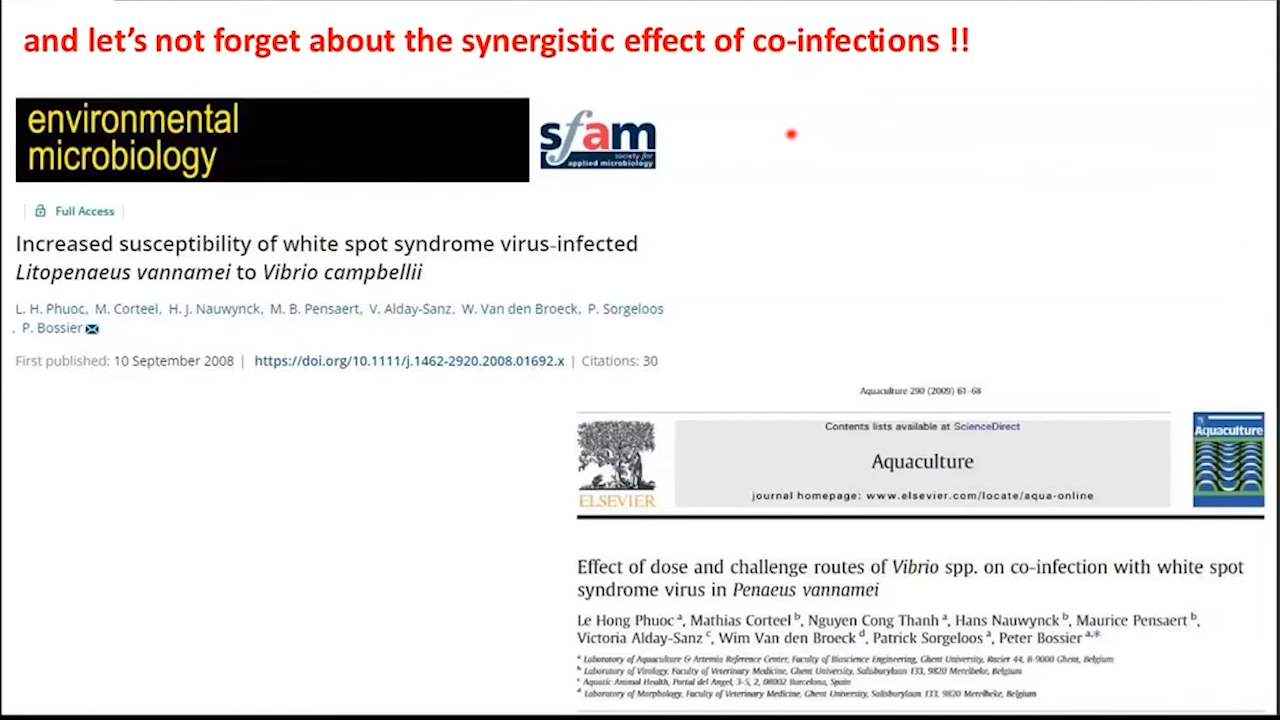 and let's not forget about the synergistic effect of co-infections !!
environmental
microbiology
sfam
society for
applied microbiology
Full Access
Increased susceptibility of white spot syndrome virus-infected
Litopenaeus vannamei to Vibrio campbellii
L. H. Phuoc, M. Corteel, H. J. Nauwynck, M. B. Pensaert, V. Alday-Sanz, W. Van den Broeck, P. Sorgeloos
, P. Bossier
First published: 10 September 2008 | https://doi.org/10.1111/j.1462-2920.2008.01692.x | Citations: 30
Aquaculture 290 (2009) 61–68
Contents lists available at ScienceDirect
Aquaculture
journal homepage: www.elsevier.com/locate/aqua-online
ELSEVIER
Aquaculture
Effect of dose and challenge routes of Vibrio spp. on co-infection with white spot
syndrome virus in Penaeus vannamei
Le Hong Phuoc a, Mathias Corteel b, Nguyen Cong Thanh a, Hans Nauwynck b, Maurice Pensaert b,
Victoria Alday-Sanz c, Wim Van den Broeck d, Patrick Sorgeloos a, Peter Bossier a,*
a Laboratory of Aquaculture & Artemia Reference Center, Faculty of Bioscience Engineering, Ghent University, Rozier 44, B-9000 Ghent, Belgium
b Laboratory of Virology, Faculty of Veterinary Medicine, Ghent University, Salisburylaan 133, 9820 Merelbeke, Belgium
c Aquatic Animal Health, Portal del Angel, 3-5, 2, 08002 Barcelona, Spain
d Laboratory of Morphology, Faculty of Veterinary Medicine, Ghent University, Salisburylaan 133, 9820 Merelbeke, Belgium